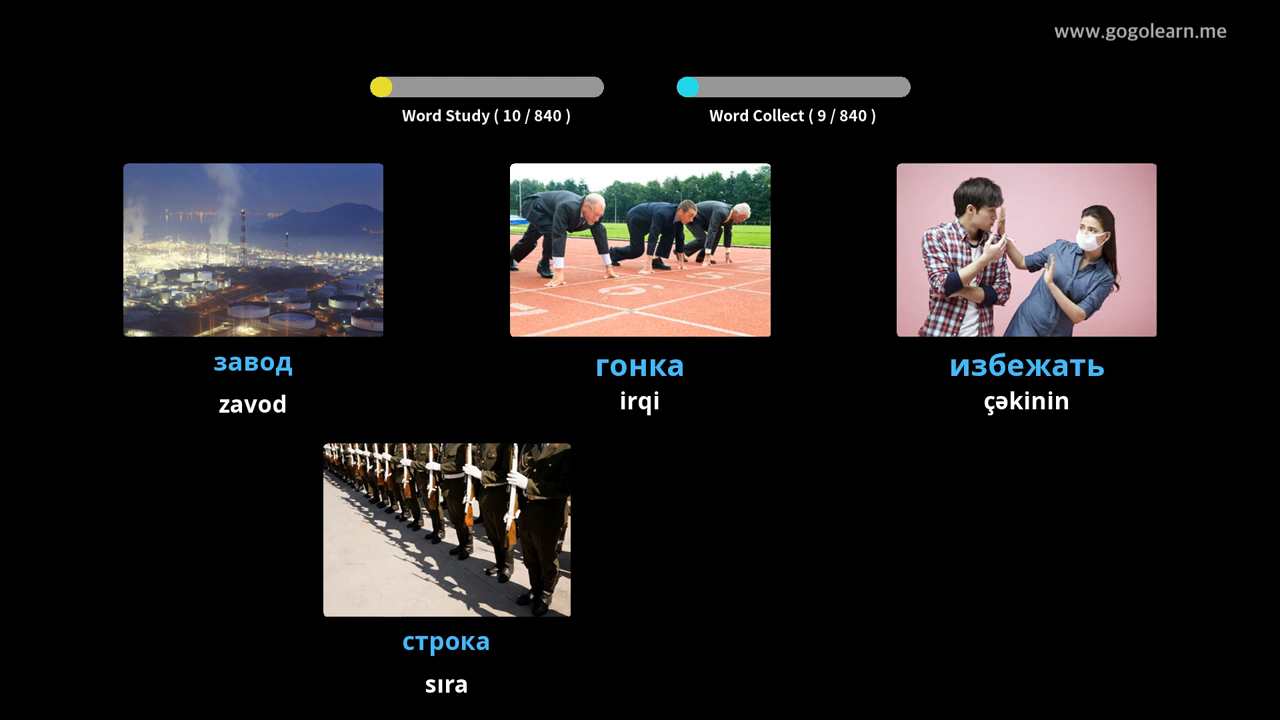 www.gogolearn.me
Word Study ( 10 / 840 )
Word Collect ( 9 / 840 )
завод
zavod
гонка
irqi
избежать
çəkinin
строка
sıra